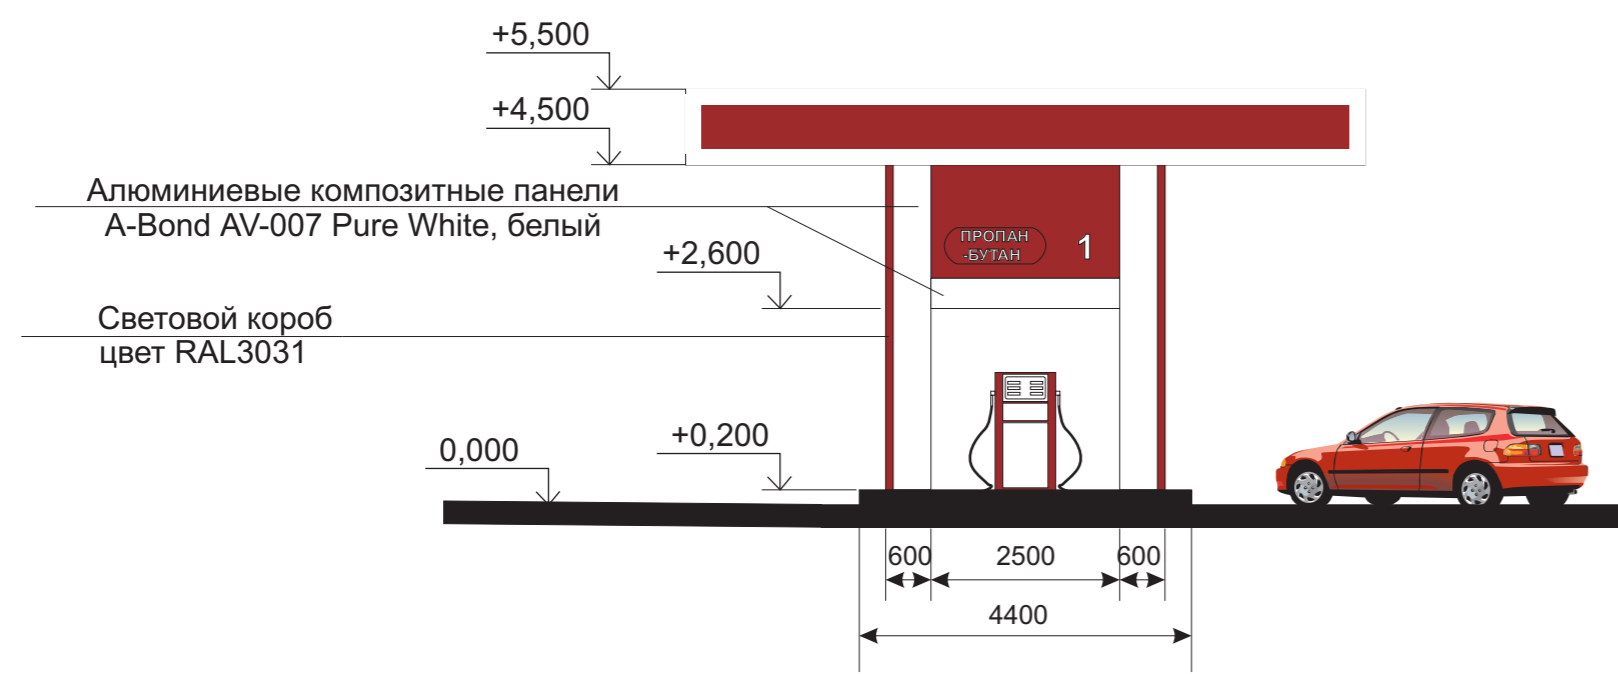 +5,500
+4,500
Алюминиевые композитные панели
A-Bond AV-007 Pure White, белый
ПРОПАН
-БУТАН
1
+2,600
Световой короб
цвет RAL3031
+0,200
0,000
600
2500
600
4400